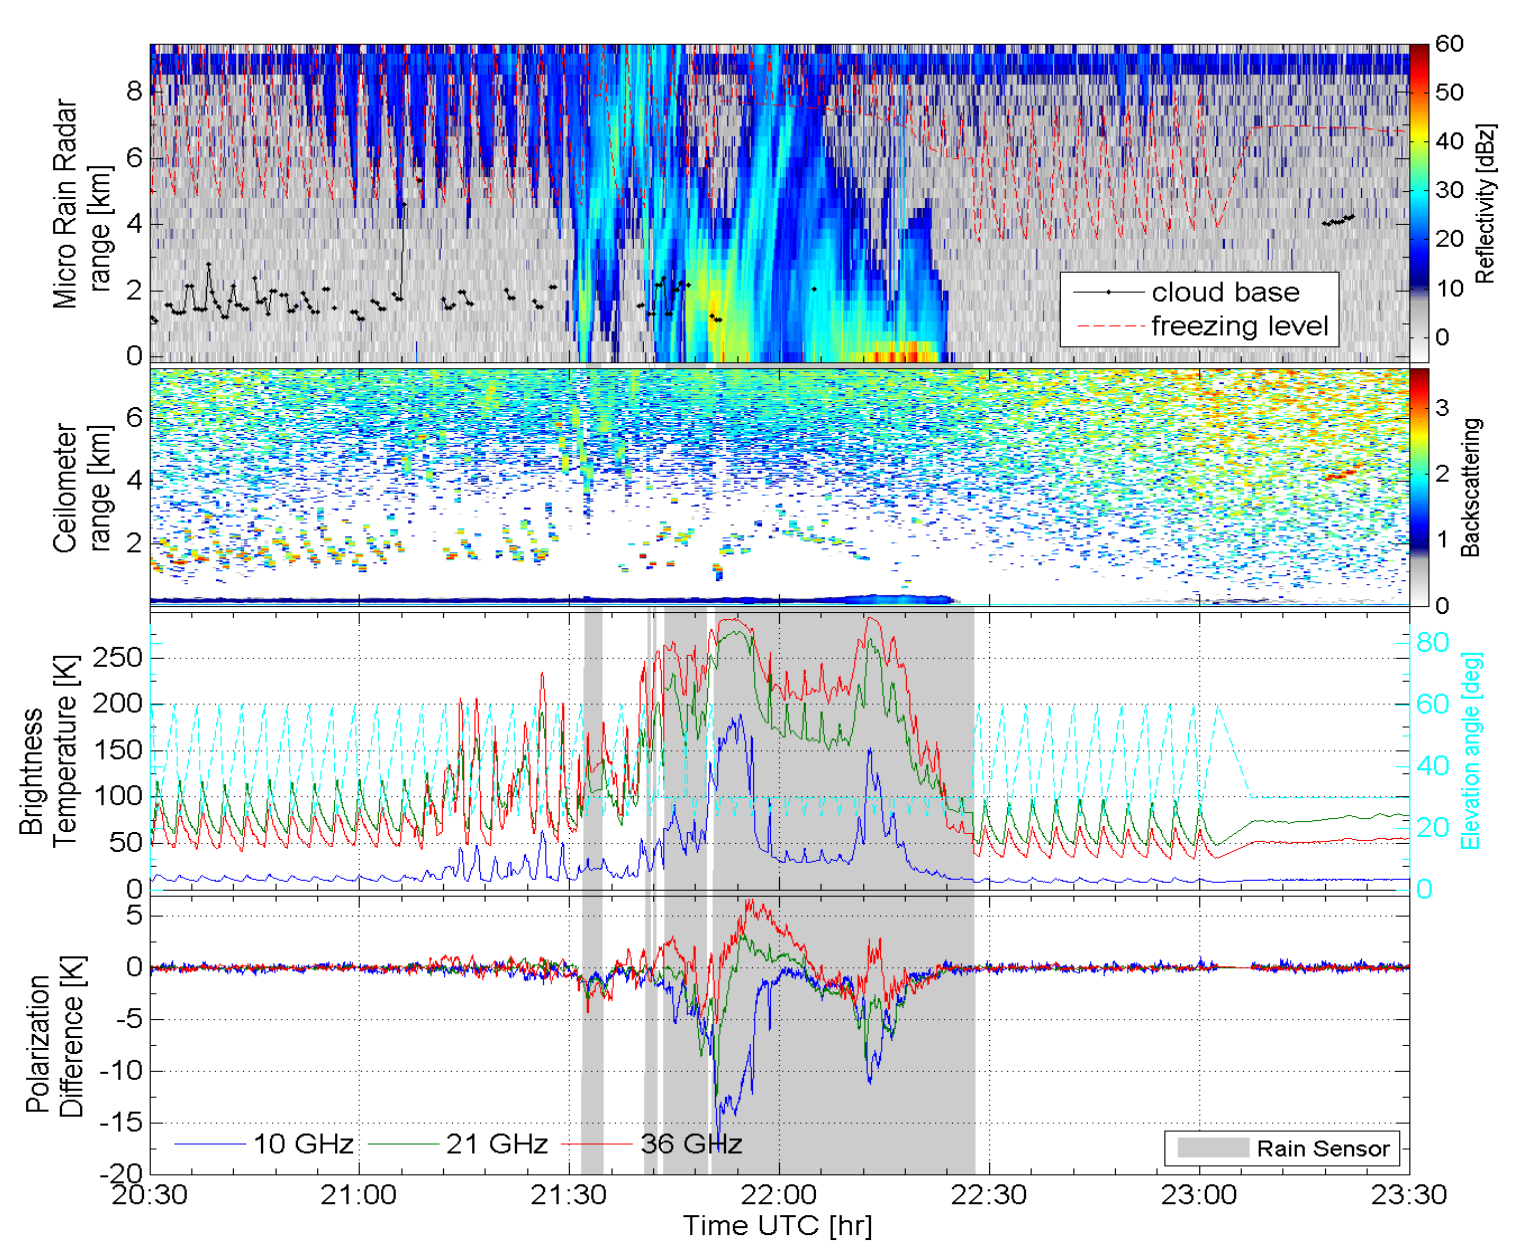 Micro Rain Radar
range [km]
8
6
4
2
0
cloud base
freezing level
60
50
40
30
20
10
0
Reflectivity [dBz]
Ceilometer
range [km]
6
4
2
3
2
1
0
Backscattering
Brightness
Temperature [K]
250
200
150
100
50
0
80
60
40
20
0
Elevation angle [deg]
Polarization
Difference [K]
5
0
-5
-10
-15
-20
10 GHz 21 GHz 36 GHz
Rain Sensor
20:30 21:00 21:30 22:00 22:30 23:00 23:30
Time UTC [hr]